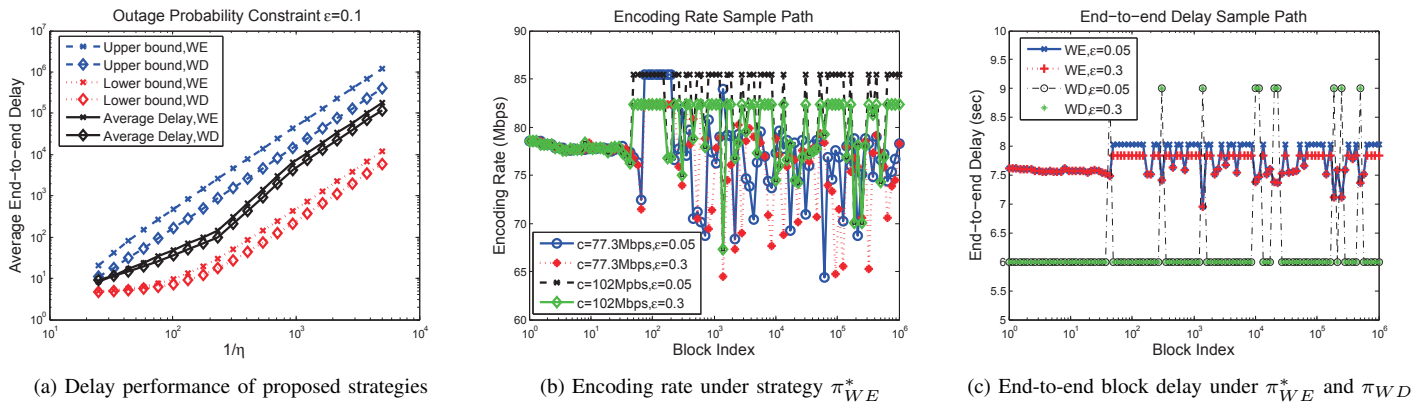 Outage Probability Constraint ε=0.1
Average End-to-end Delay
10^7
10^6
10^5
10^4
10^3
10^2
10^1
10^0
Upper bound,WE
Upper bound,WD
Lower bound,WE
Lower bound,WD
Average Delay,WE
Average Delay,WD
10^1
10^2
10^3
10^4
1/η
(a) Delay performance of proposed strategies
Encoding Rate Sample Path
Encoding Rate (Mbps)
90
85
80
75
70
65
60
c=77.3Mbps,ε=0.05
c=77.3Mbps,ε=0.3
c=102Mpbs,ε=0.05
c=102Mbps,ε=0.3
10^0
10^1
10^2
10^3
10^4
10^5
10^6
Block Index
(b) Encoding rate under strategy π*_{WE}
End-to-end Delay Sample Path
End-to-end Delay (sec)
10
9.5
9
8.5
8
7.5
7
6.5
6
5.5
5
WE,ε=0.05
WE,ε=0.3
WD,ε=0.05
WD,ε=0.3
10^0
10^1
10^2
10^3
10^4
10^5
10^6
Block Index
(c) End-to-end block delay under π*_{WE} and π_{WD}